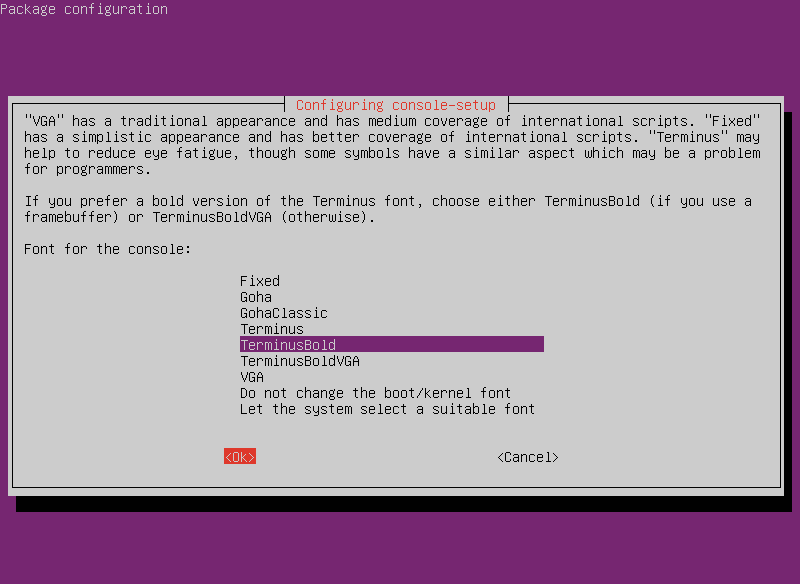 Package configuration
Configuring console-setup
"VGA" has a traditional appearance and has medium coverage of international scripts. "Fixed"
has a simplistic appearance and has better coverage of international scripts. "Terminus" may
help to reduce eye fatigue, though some symbols have a similar aspect which may be a problem
for programmers.
If you prefer a bold version of the Terminus font, choose either TerminusBold (if you use a
framebuffer) or TerminusBoldVGA (otherwise).
Font for the console:
Fixed
Goha
GohaClassic
Terminus
TerminusBold
TerminusBoldVGA
VGA
Do not change the boot/kernel font
Let the system select a suitable font
<Ok> <Cancel>